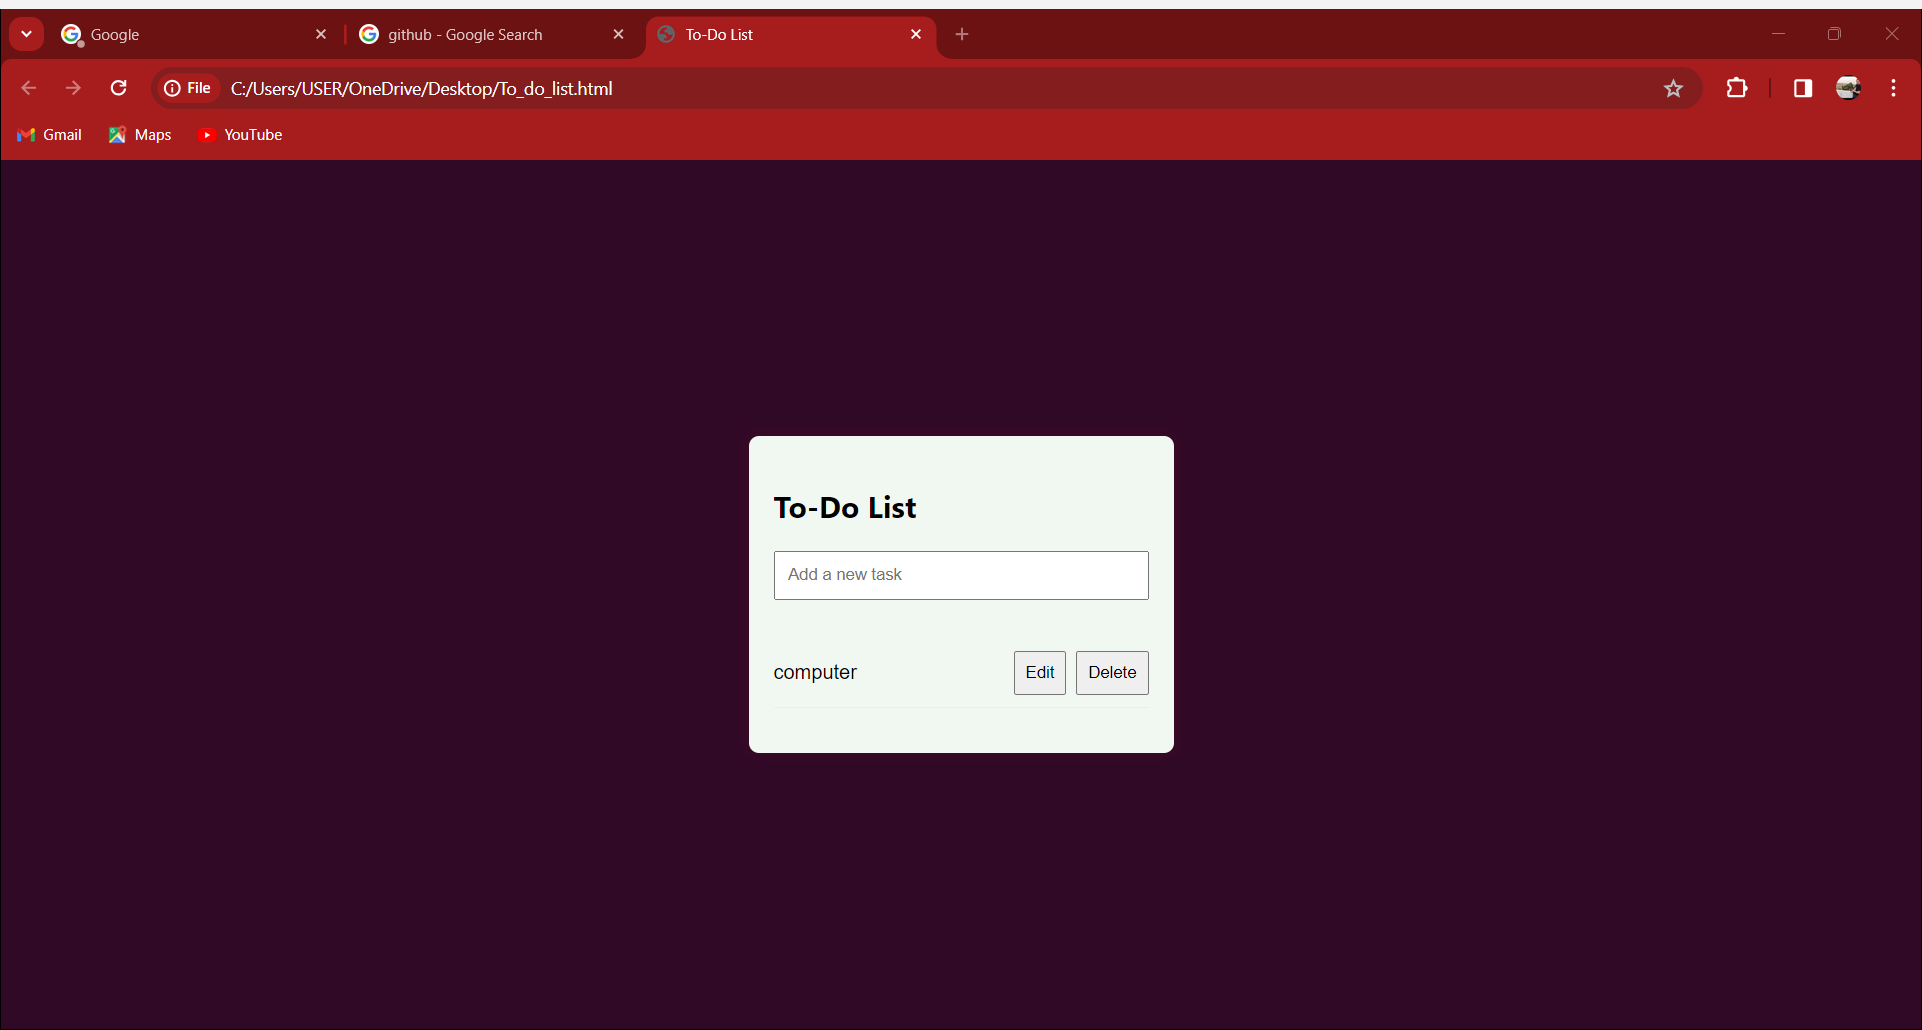 Google
github - Google Search
To-Do List
File
C:/Users/USER/OneDrive/Desktop/To_do_list.html
Gmail
Maps
YouTube
To-Do List
Add a new task
computer
Edit
Delete